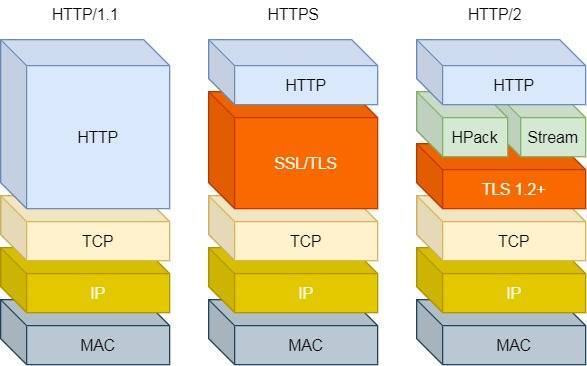 HTTP/1.1
HTTPS
HTTP/2
HTTP
TCP
IP
MAC
HTTP
SSL/TLS
TCP
IP
MAC
HTTP
HPack
Stream
TLS 1.2+
TCP
IP
MAC